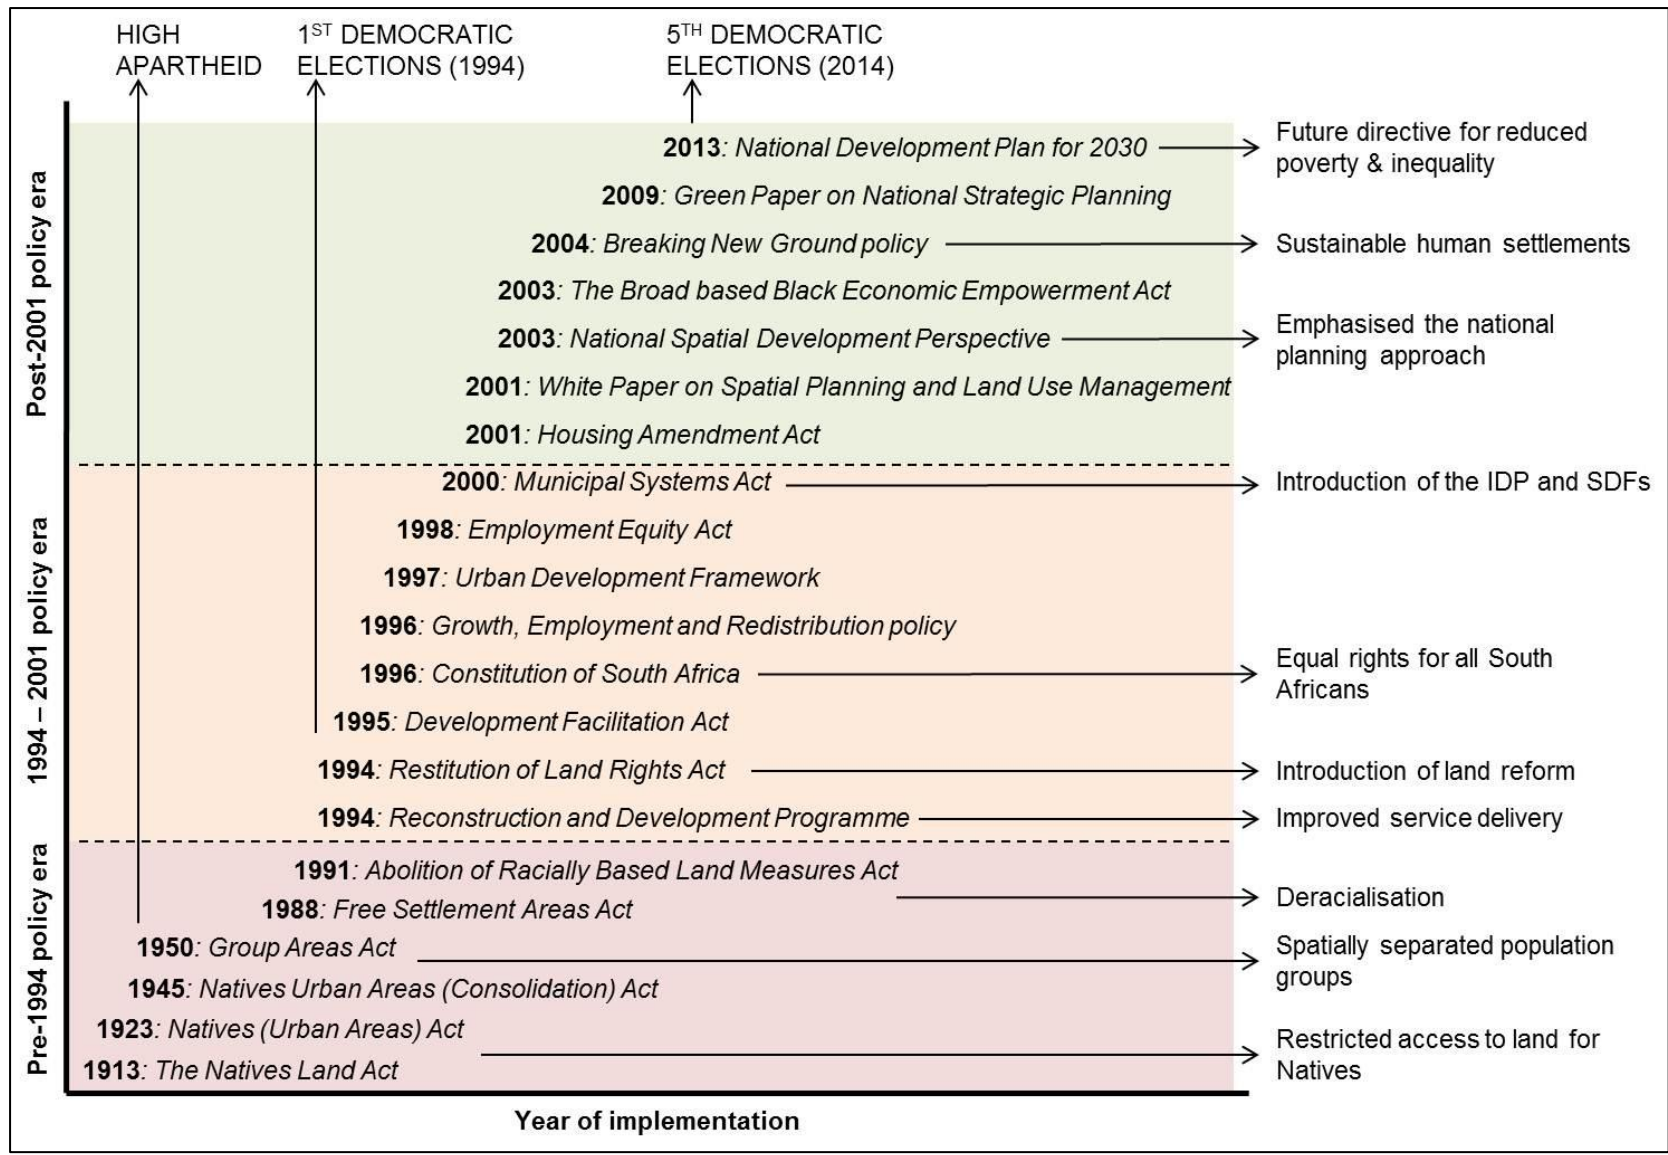 HIGH
APARTHEID
1ST DEMOCRATIC
ELECTIONS (1994)
5TH DEMOCRATIC
ELECTIONS (2014)
Post-2001 policy era
2013: National Development Plan for 2030
Future directive for reduced
poverty & inequality
2009: Green Paper on National Strategic Planning
2004: Breaking New Ground policy
Sustainable human settlements
2003: The Broad based Black Economic Empowerment Act
2003: National Spatial Development Perspective
Emphasised the national
planning approach
2001: White Paper on Spatial Planning and Land Use Management
2001: Housing Amendment Act
1994 – 2001 policy era
2000: Municipal Systems Act
Introduction of the IDP and SDFs
1998: Employment Equity Act
1997: Urban Development Framework
1996: Growth, Employment and Redistribution policy
1996: Constitution of South Africa
Equal rights for all South
Africans
1995: Development Facilitation Act
1994: Restitution of Land Rights Act
Introduction of land reform
1994: Reconstruction and Development Programme
Improved service delivery
Pre-1994 policy era
1991: Abolition of Racially Based Land Measures Act
1988: Free Settlement Areas Act
Deracialisation
1950: Group Areas Act
Spatially separated population
groups
1945: Natives Urban Areas (Consolidation) Act
1923: Natives (Urban Areas) Act
1913: The Natives Land Act
Restricted access to land for
Natives
Year of implementation